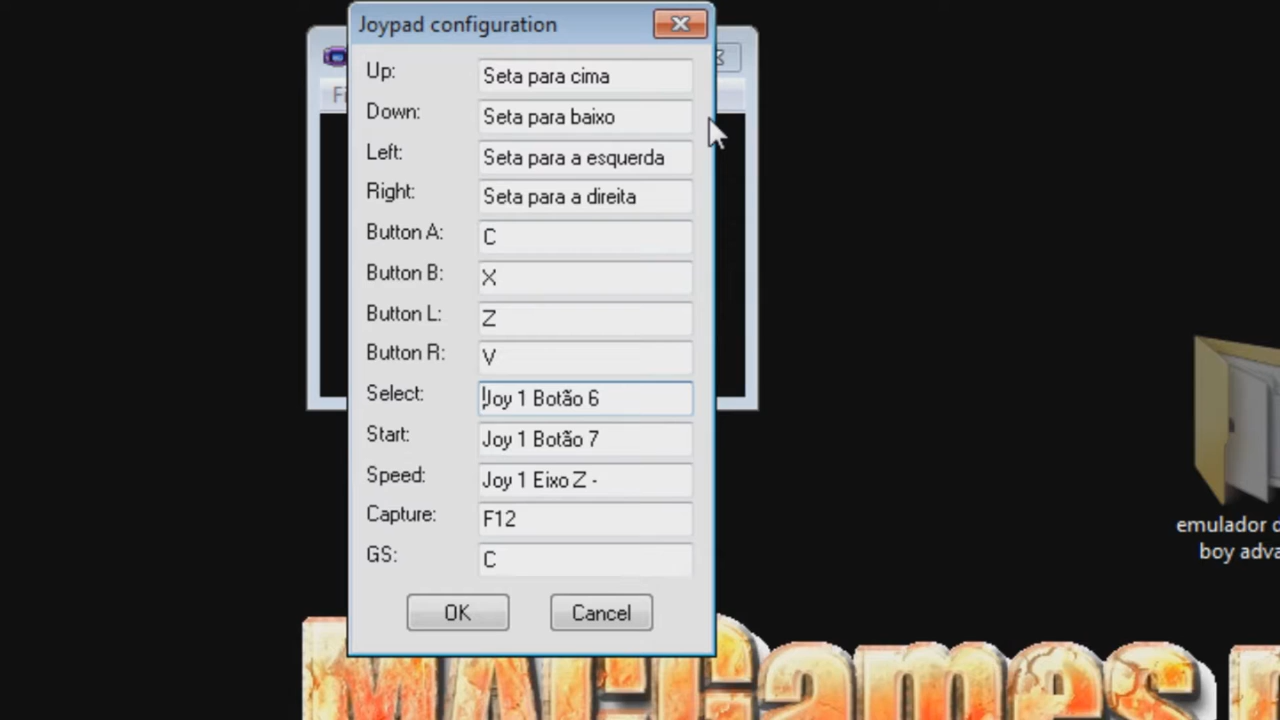 Joypad configuration
Fi
Up: Seta para cima
Down: Seta para baixo
Left: Seta para a esquerda
Right: Seta para a direita
Button A: C
Button B: X
Button L: Z
Button R: V
Select: Joy 1 Botão 6
Start: Joy 1 Botão 7
Speed: Joy 1 Eixo Z -
Capture: F12
GS: C
OK Cancel
emulador
boy adva
MACGames